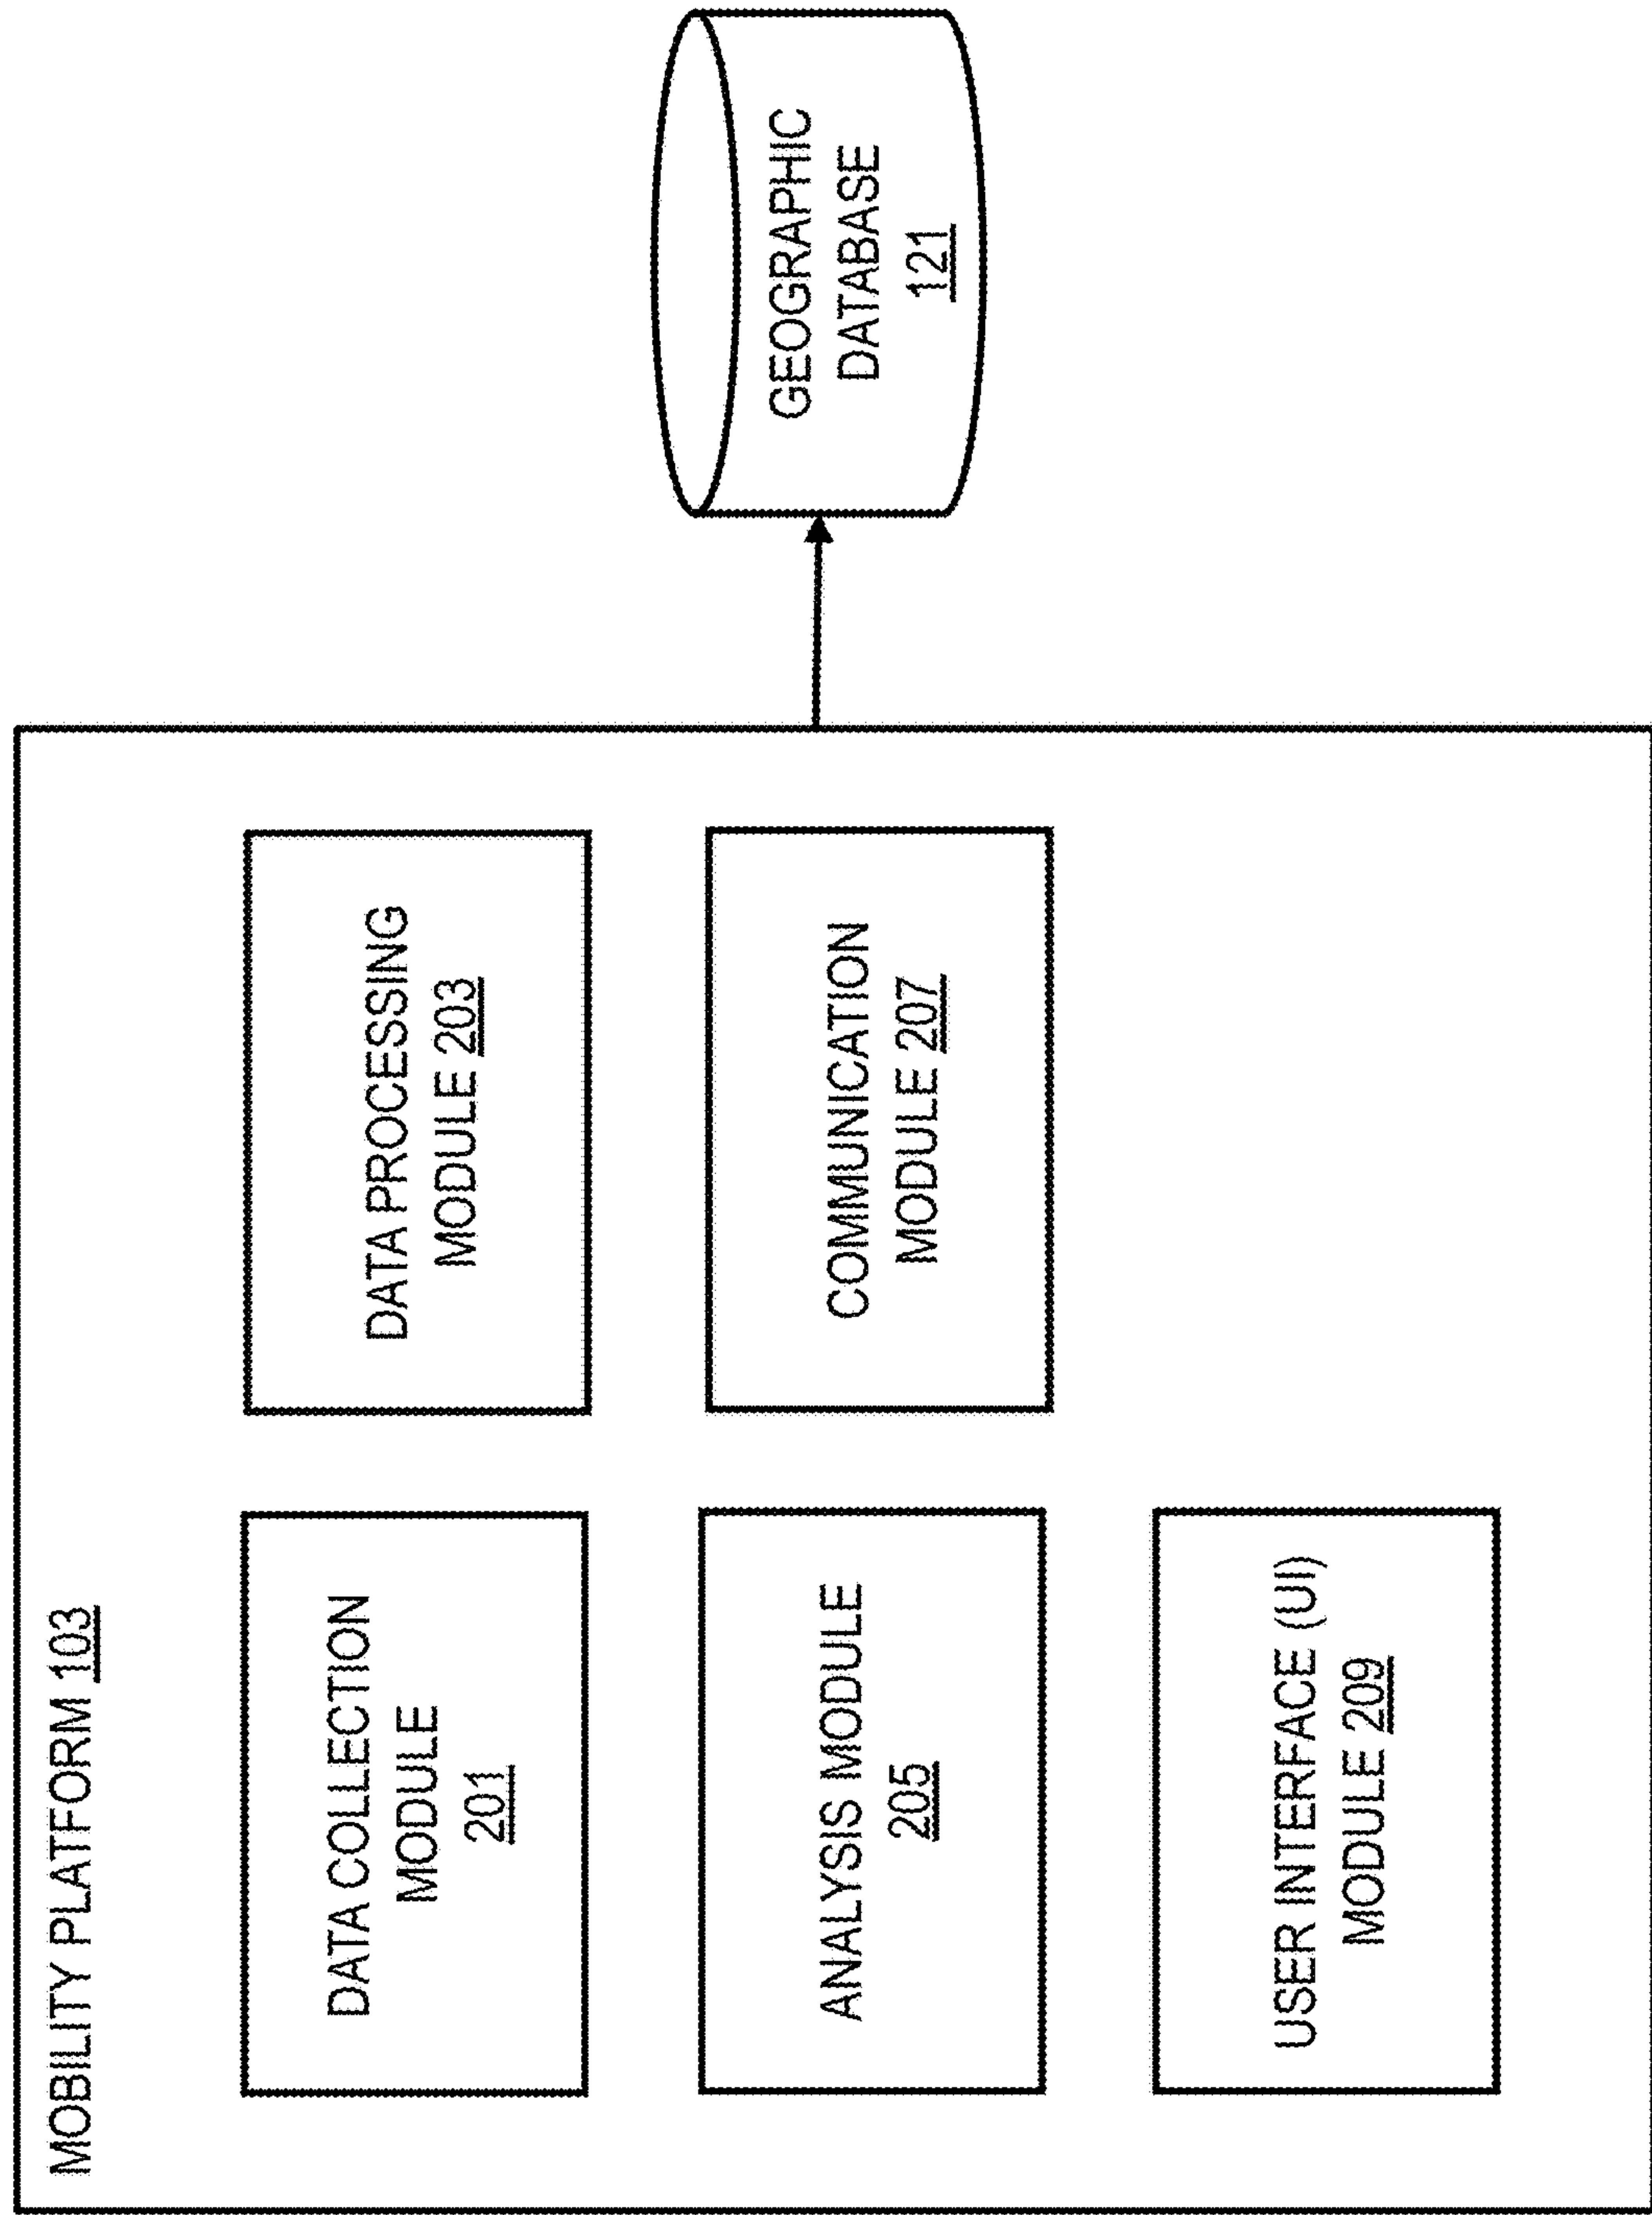 MOBILITY PLATFORM 103
DATA COLLECTION
MODULE
201
DATA PROCESSING
MODULE 203
ANALYSIS MODULE
205
COMMUNICATION
MODULE 207
USER INTERFACE (UI)
MODULE 209
GEOGRAPHIC
DATABASE
121